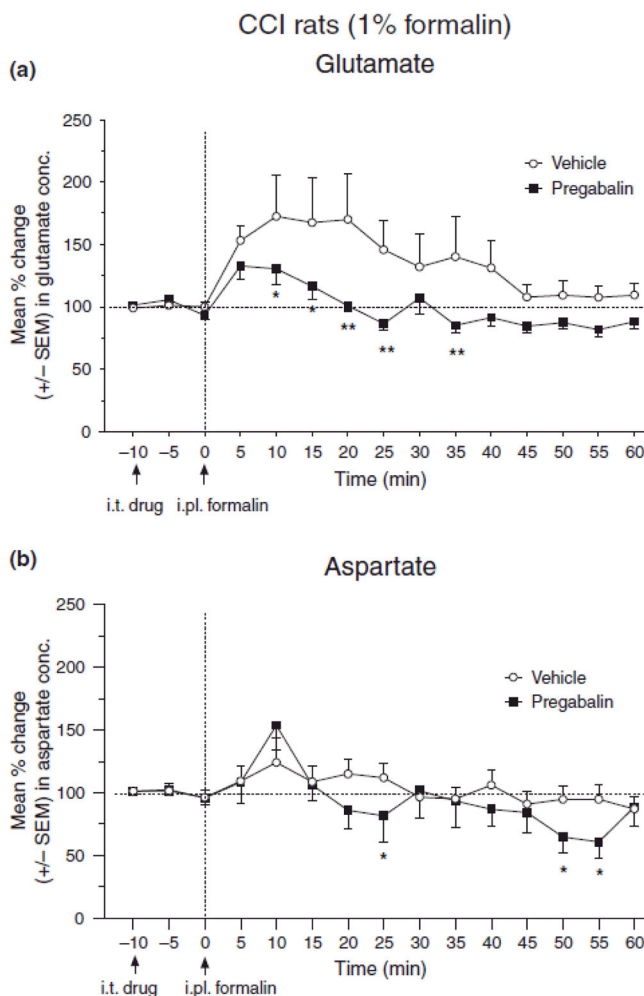 CCI rats (1% formalin)
(a)
Glutamate
Mean % change
(+/– SEM) in glutamate conc.
250
200
150
100
50
0
Vehicle
Pregabalin
*
*
**
**
**
–10 –5 0 5 10 15 20 25 30 35 40 45 50 55 60
Time (min)
i.t. drug i.pl. formalin
(b)
Aspartate
Mean % change
(+/– SEM) in aspartate conc.
250
200
150
100
50
0
Vehicle
Pregabalin
*
*
*
–10 –5 0 5 10 15 20 25 30 35 40 45 50 55 60
Time (min)
i.t. drug i.pl. formalin